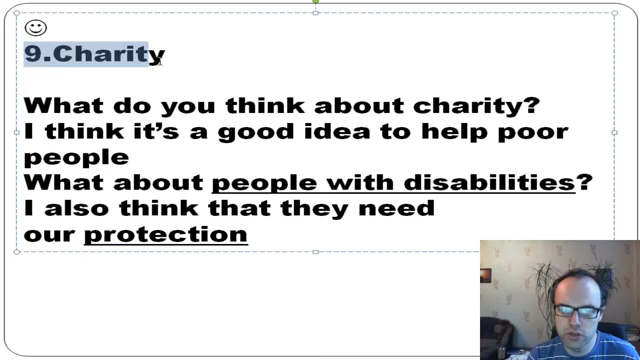 9.Charity
What do you think about charity?
I think it’s a good idea to help poor
people
What about people with disabilities?
I also think that they need
our protection